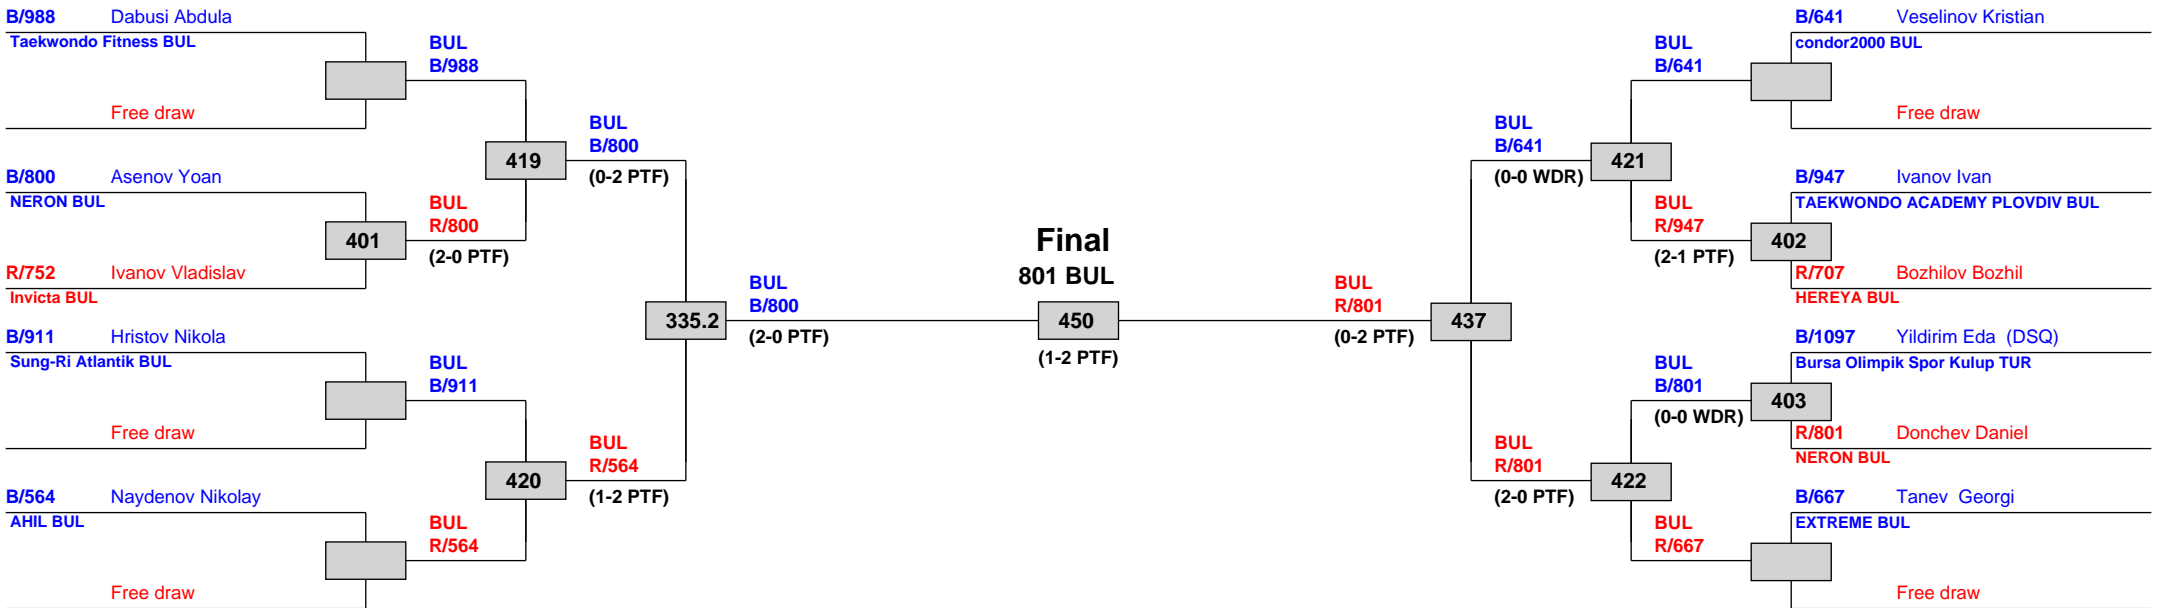 B/988 Dabusi Abdula
Taekwondo Fitness BUL
Free draw
B/800 Asenov Yoan
NERON BUL
R/752 Ivanov Vladislav
Invicta BUL
B/911 Hristov Nikola
Sung-Ri Atlantik BUL
Free draw
B/564 Naydenov Nikolay
AHIL BUL
Free draw
BUL
B/988
401
BUL
R/800
(2-0 PTF)
BUL
B/911
BUL
R/564
419
BUL
B/800
(0-2 PTF)
420
BUL
R/564
(1-2 PTF)
335.2
BUL
B/800
(2-0 PTF)
Final
801 BUL
450
(1-2 PTF)
BUL
R/801
(0-2 PTF)
437
BUL
B/641
(0-0 WDR)
421
BUL
R/801
(2-0 PTF)
422
BUL
B/641
BUL
R/947
(2-1 PTF)
402
BUL
B/801
(0-0 WDR)
403
BUL
R/667
B/641 Veselinov Kristian
condor2000 BUL
Free draw
B/947 Ivanov Ivan
TAEKWONDO ACADEMY PLOVDIV BUL
R/707 Bozhilov Bozhil
HEREYA BUL
B/1097 Yildirim Eda (DSQ)
Bursa Olimpik Spor Kulup TUR
R/801 Donchev Daniel
NERON BUL
B/667 Tanev Georgi
EXTREME BUL
Free draw